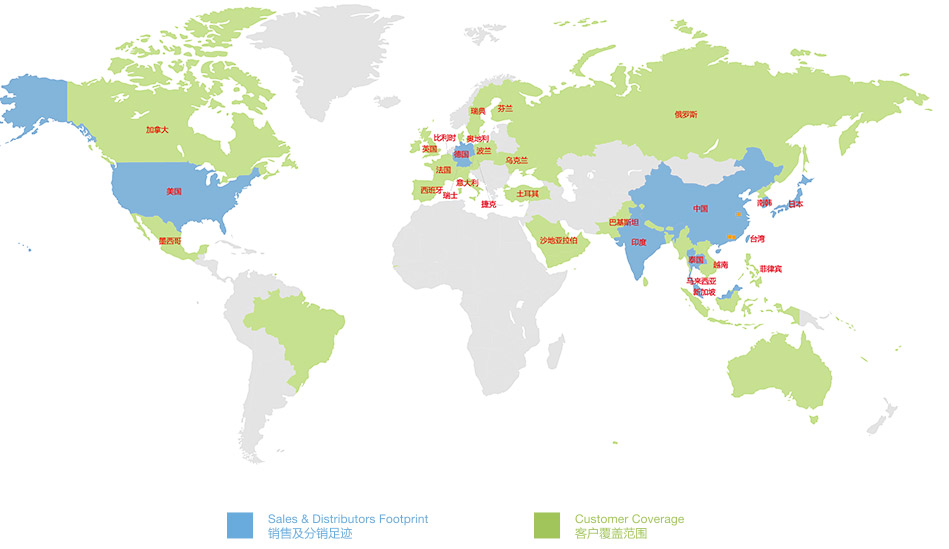 瑞典
芬兰
俄罗斯
加拿大
比利时
奥地利
英国
德国
波兰
乌克兰
法国
意大利
西班牙
瑞士
土耳其
捷克
美国
中国
南韩
日本
巴基斯坦
墨西哥
沙地亚拉伯
印度
台湾
泰国
越南
菲律宾
马来西亚
新加坡
Sales & Distributors Footprint
销售及分销足迹
Customer Coverage
客户覆盖范围